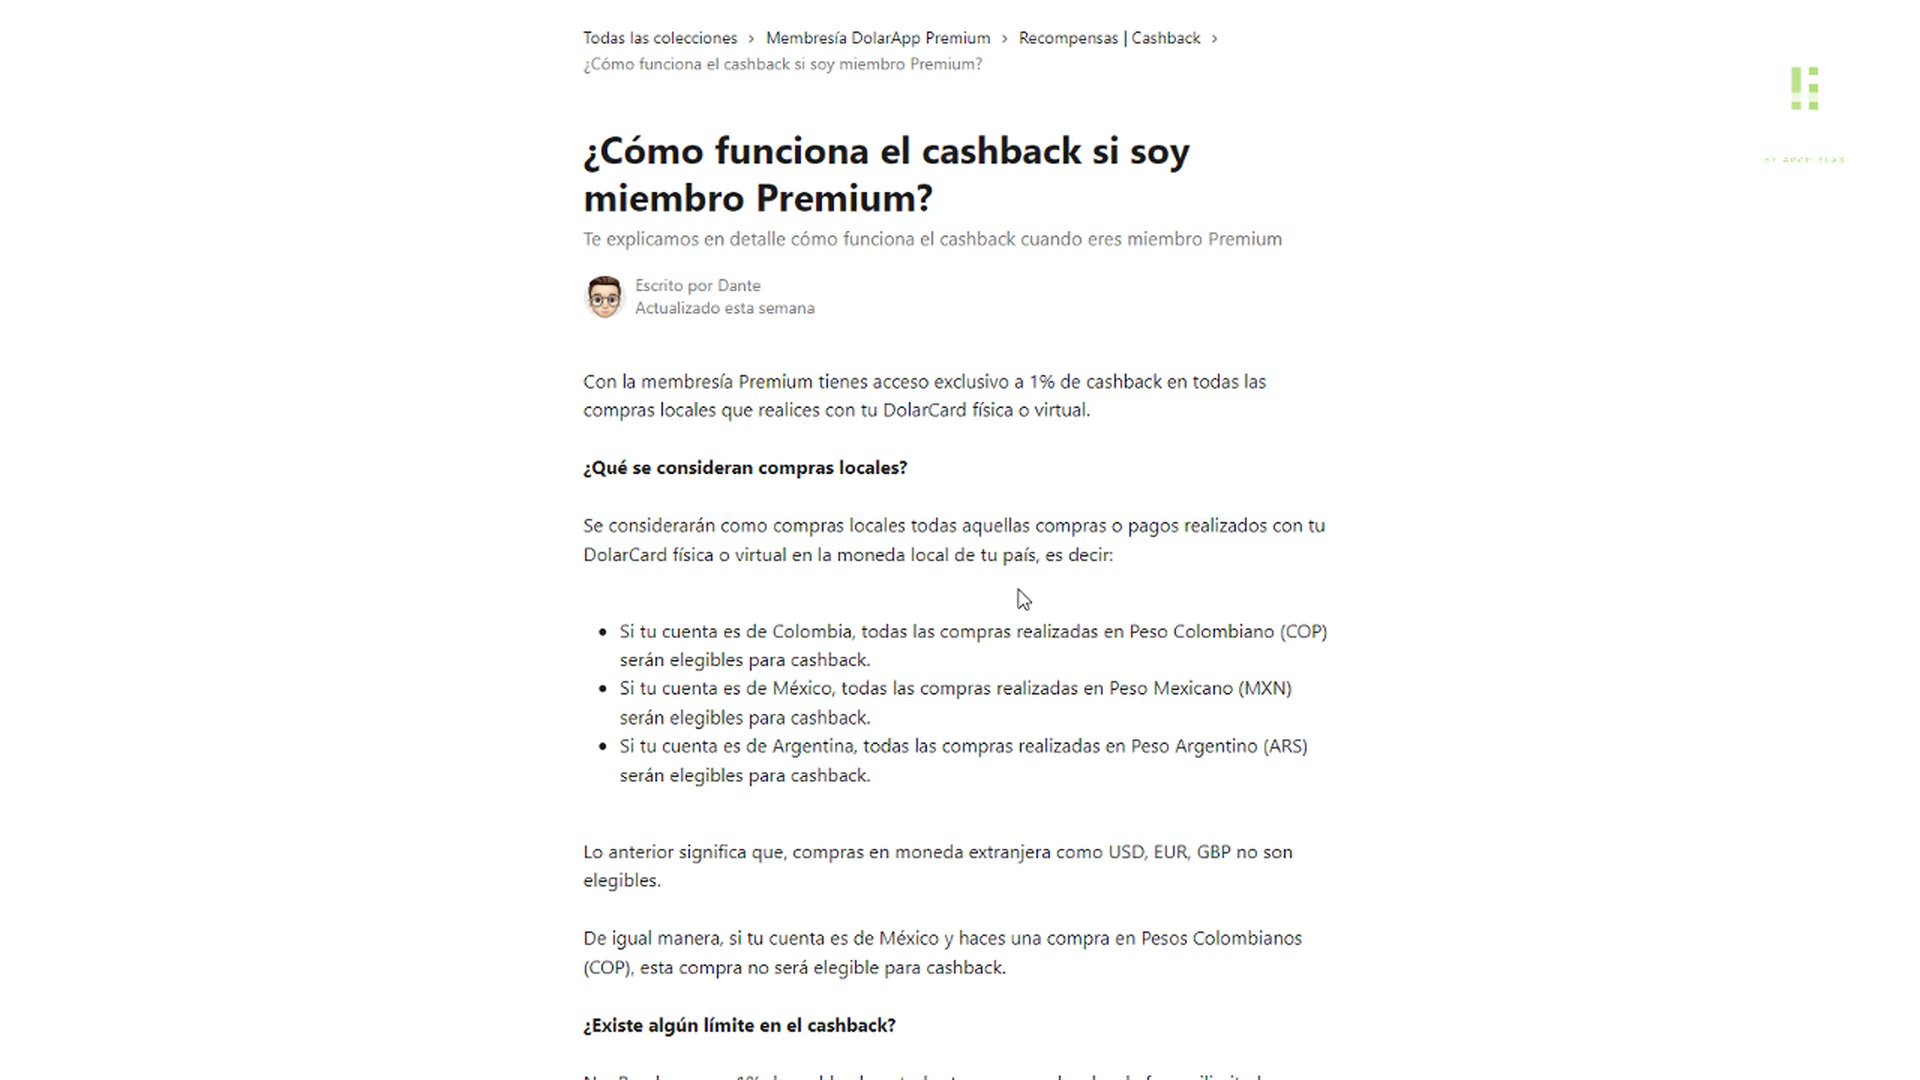 Todas las colecciones > Membresía DolarApp Premium > Recompensas | Cashback >
¿Cómo funciona el cashback si soy miembro Premium?
¿Cómo funciona el cashback si soy
miembro Premium?
Te explicamos en detalle cómo funciona el cashback cuando eres miembro Premium
Escrito por Dante
Actualizado esta semana
Con la membresía Premium tienes acceso exclusivo a 1% de cashback en todas las
compras locales que realices con tu DolarCard física o virtual.
¿Qué se consideran compras locales?
Se considerarán como compras locales todas aquellas compras o pagos realizados con tu
DolarCard física o virtual en la moneda local de tu país, es decir:
• Si tu cuenta es de Colombia, todas las compras realizadas en Peso Colombiano (COP)
serán elegibles para cashback.
• Si tu cuenta es de México, todas las compras realizadas en Peso Mexicano (MXN)
serán elegibles para cashback.
• Si tu cuenta es de Argentina, todas las compras realizadas en Peso Argentino (ARS)
serán elegibles para cashback.
Lo anterior significa que, compras en moneda extranjera como USD, EUR, GBP no son
elegibles.
De igual manera, si tu cuenta es de México y haces una compra en Pesos Colombianos
(COP), esta compra no será elegible para cashback.
¿Existe algún límite en el cashback?